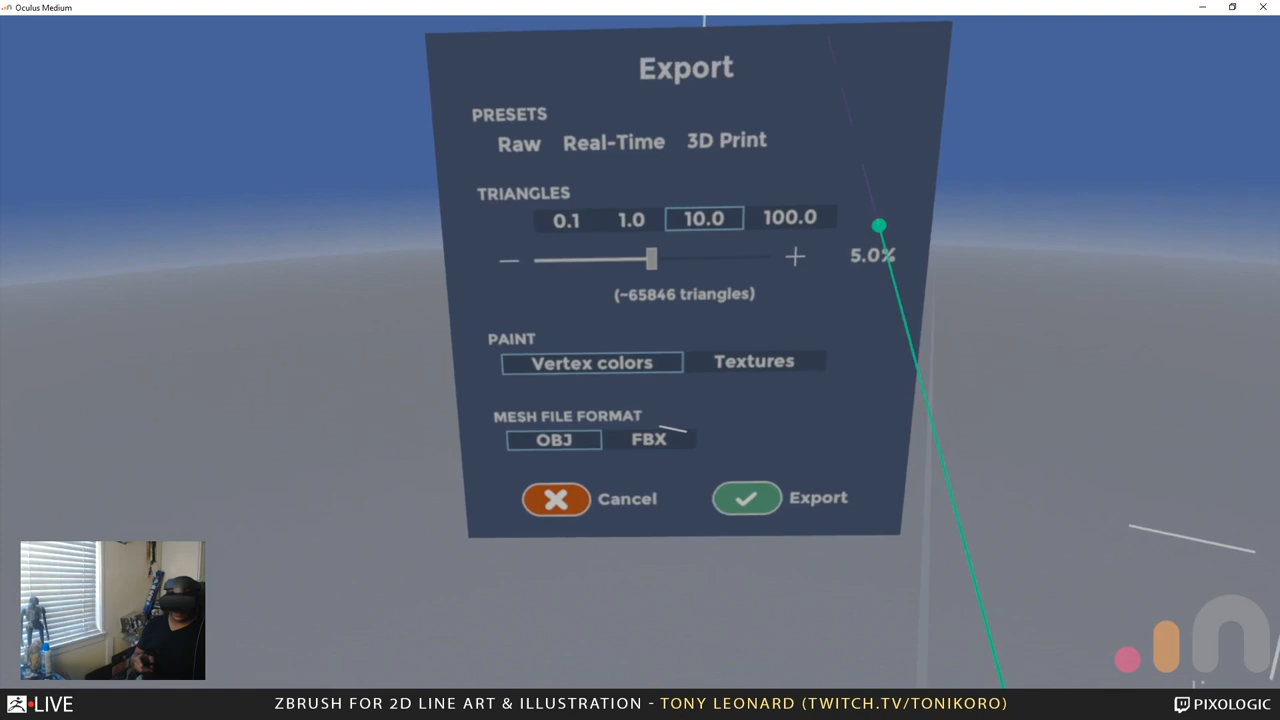 Oculus Medium
Export
PRESETS
Raw Real-Time 3D Print
TRIANGLES
0.1 1.0 10.0 100.0
5.0%
(~65846 triangles)
PAINT
Vertex colors Textures
MESH FILE FORMAT
OBJ FBX
Cancel Export
LIVE ZBRUSH FOR 2D LINE ART & ILLUSTRATION - TONY LEONARD (TWITCH.TV/TONIKORO) PIXOLOGIC